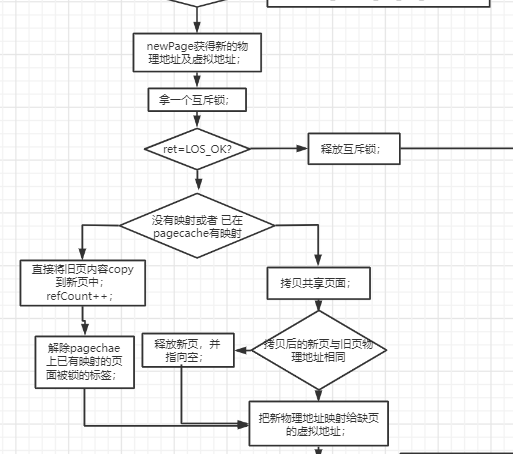 newPage获得新的物
理地址及虚拟地址；
拿一个互斥锁；
ret=LOS_OK?
释放互斥锁；
没有映射或者 已在
pagecache有映射
直接将旧页内容copy
到新页中；
refCount++；
拷贝共享页面；
解除pagechae
上已有映射的页
面被锁的标签；
释放新页，并
指向空；
拷贝后的新页与旧页物
理地址相同
把新物理地址映射给缺页
的虚拟地址；